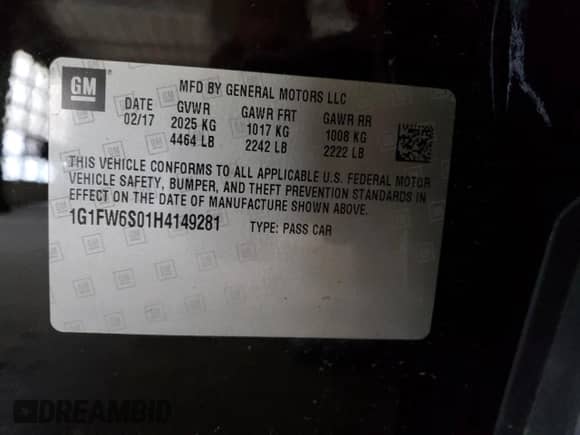 GM
MFD BY GENERAL MOTORS LLC
DATE GVWR GAWR FRT GAWR RR
02/17 2025 KG 1017 KG 1008 KG
4464 LB 2242 LB 2222 LB
THIS VEHICLE CONFORMS TO ALL APPLICABLE U.S. FEDERAL MOTOR
VEHICLE SAFETY, BUMPER, AND THEFT PREVENTION STANDARDS IN
EFFECT ON THE DATE OF MANUFACTURE SHOWN ABOVE.
1G1FW6S01H4149281 TYPE: PASS CAR
DREAMBID